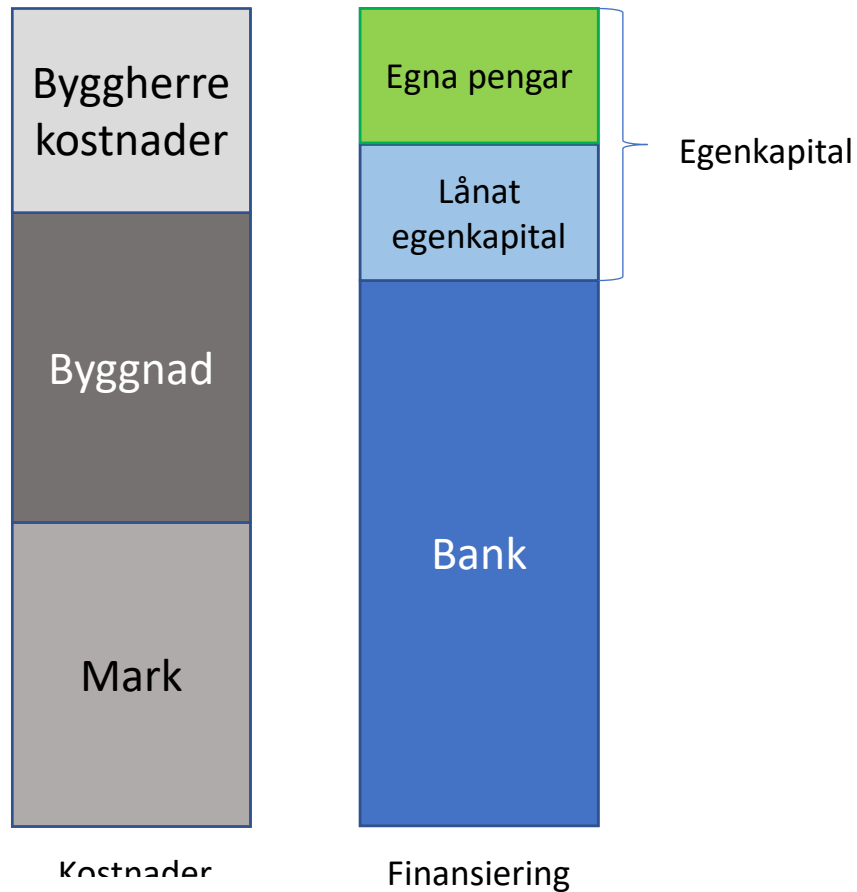 Byggherre
kostnader
Byggnad
Mark
Kostnader
Egna pengar
Lånat
egenkapital
Bank
Finansiering
Egenkapital